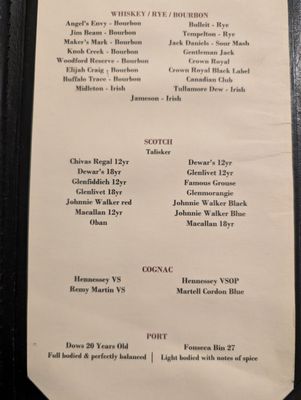 WHISKEY / RYE / BOURBON
Angel's Envy - Bourbon Bulleit - Rye
Jim Beam - Bourbon Tempelton - Rye
Maker's Mark - Bourbon Jack Daniels - Sour Mash
Knob Creek - Bourbon Gentleman Jack
Woodford Reserve - Bourbon Crown Royal
Elijah Craig - Bourbon Crown Royal Black Label
Buffalo Trace - Bourbon Canadian Club
Midleton - Irish Tullamore Dew - Irish
Jameson - Irish
SCOTCH
Talisker
Chivas Regal 12yr Dewar's 12yr
Dewar's 18yr Glenlivet 12yr
Glenfiddich 12yr Famous Grouse
Glenlivet 18yr Glenmorangie
Johnnie Walker red Johnnie Walker Black
Macallan 12yr Johnnie Walker Blue
Oban Macallan 18yr
COGNAC
Hennessey VS Hennessey VSOP
Remy Martin VS Martell Cordon Blue
PORT
Dows 20 Years Old Fonseca Bin 27
Full bodied & perfectly balanced | Light bodied with notes of spice